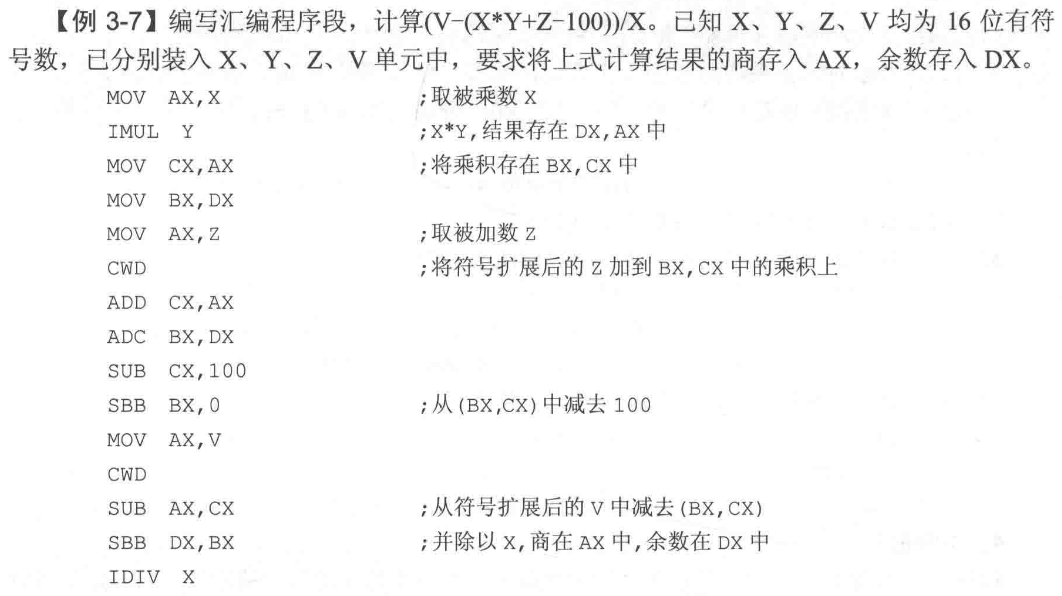 【例 3-7】编写汇编程序段，计算(V−(X*Y+Z−100))/X。已知 X、Y、Z、V 均为 16 位有符
号数，已分别装入 X、Y、Z、V 单元中，要求将上式计算结果的商存入 AX，余数存入 DX。
MOV AX,X ;取被乘数 X
IMUL Y ;X*Y,结果存在 DX,AX 中
MOV CX,AX ;将乘积存在 BX,CX 中
MOV BX,DX
MOV AX,Z ;取被加数 Z
CWD ;将符号扩展后的 Z 加到 BX,CX 中的乘积上
ADD CX,AX
ADC BX,DX
SUB CX,100
SBB BX,0 ;从(BX,CX)中减去 100
MOV AX,V
CWD
SUB AX,CX ;从符号扩展后的 V 中减去(BX,CX)
SBB DX,BX ;并除以 X,商在 AX 中,余数在 DX 中
IDIV X